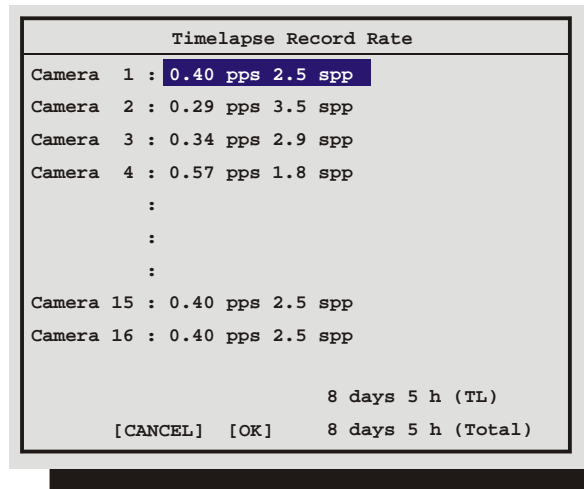 Timelapse Record Rate
Camera 1 : 0.40 pps 2.5 spp
Camera 2 : 0.29 pps 3.5 spp
Camera 3 : 0.34 pps 2.9 spp
Camera 4 : 0.57 pps 1.8 spp
:
:
:
Camera 15 : 0.40 pps 2.5 spp
Camera 16 : 0.40 pps 2.5 spp
8 days 5 h (TL)
[CANCEL] [OK] 8 days 5 h (Total)